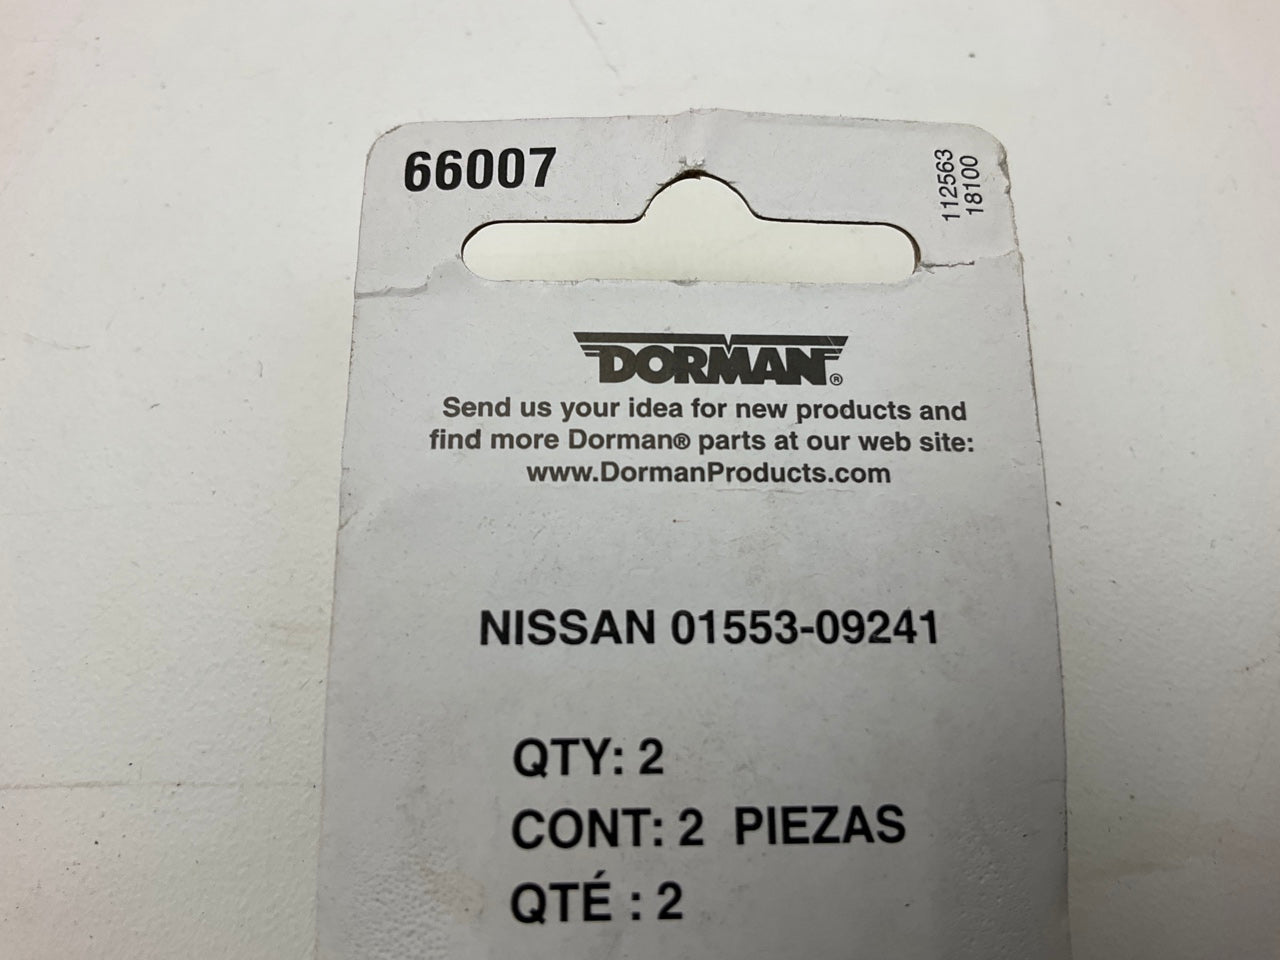 66007
112563
18100
DORMAN®
Send us your idea for new products and
find more Dorman® parts at our web site:
www.DormanProducts.com
NISSAN 01553-09241
QTY: 2
CONT: 2 PIEZAS
QTÉ : 2